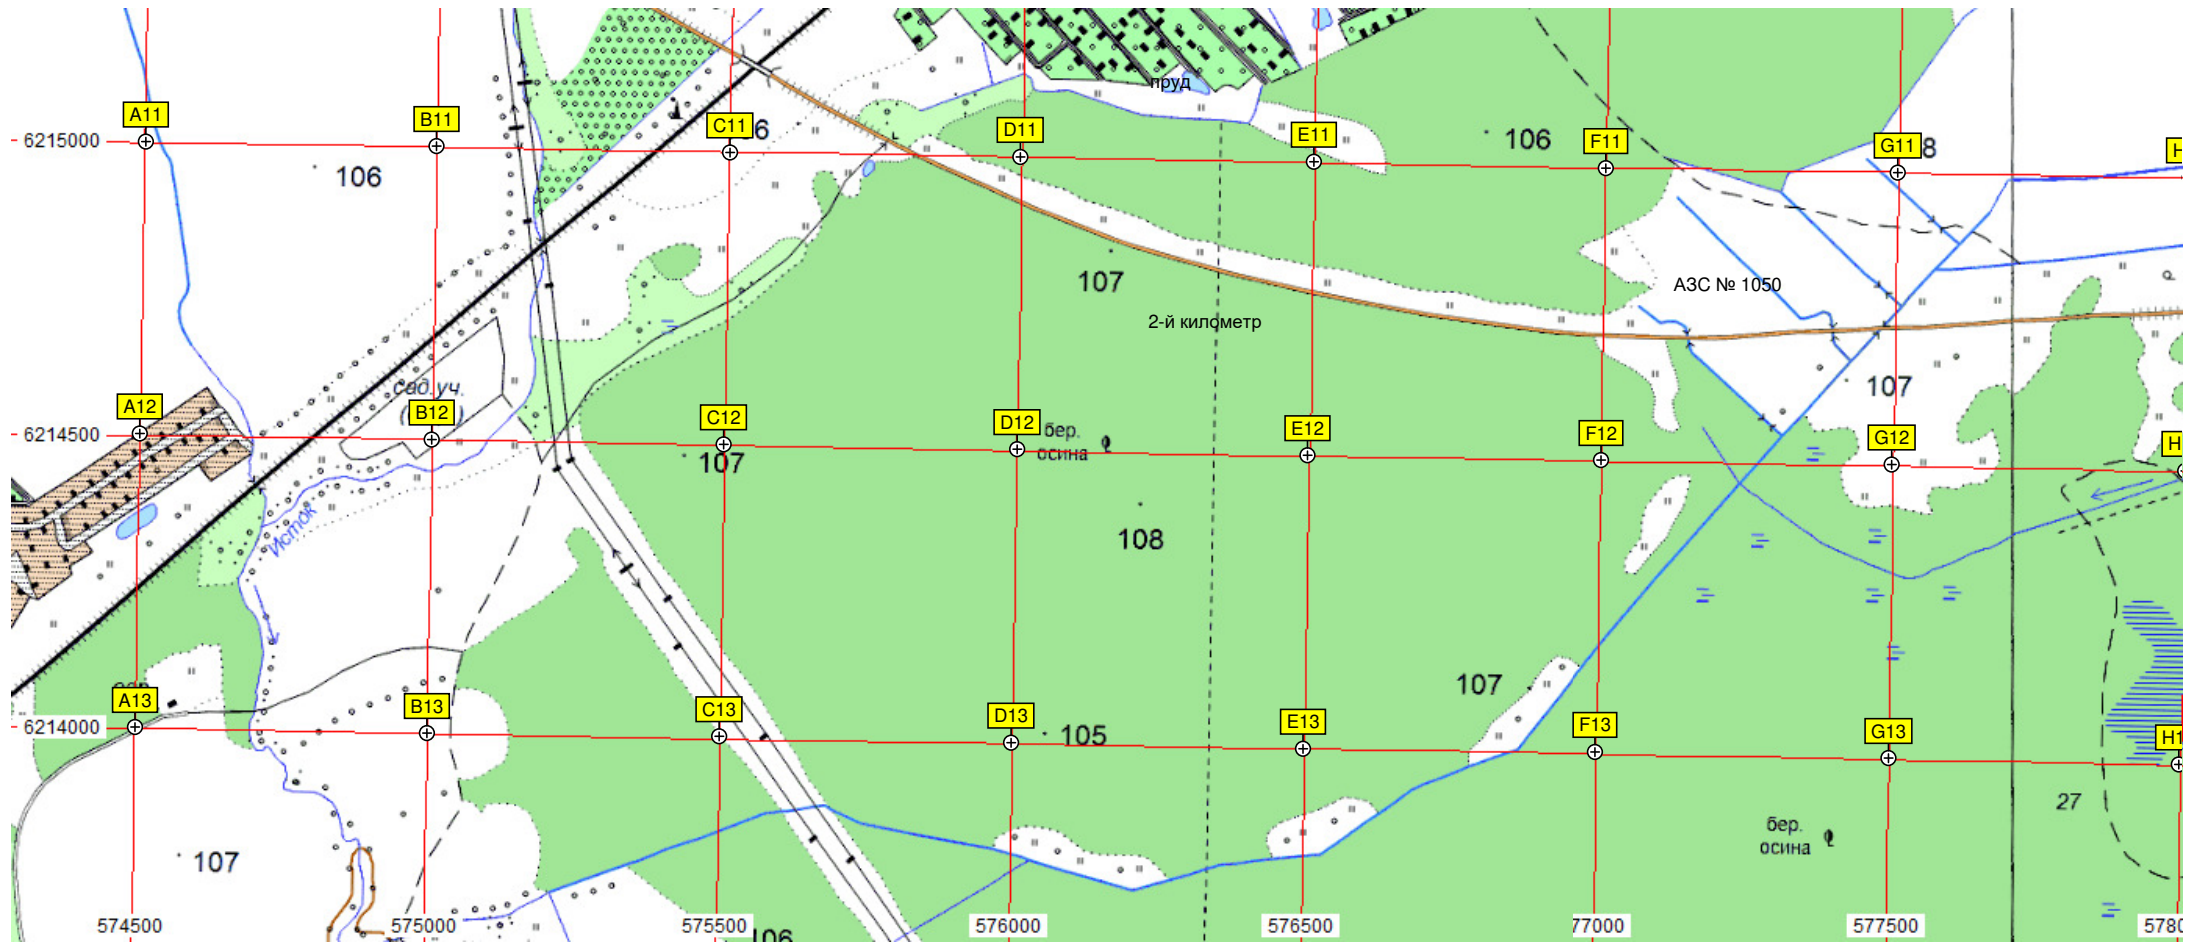 пруд
A11
B11
C11
6
D11
E11
106
F11
G11
8
H
6215000
106
107
АЗС № 1050
2-й километр
107
сад.уч.
A12
B12
C12
D12
бер.
осина
E12
F12
G12
H
6214500
107
108
Исток
107
A13
B13
C13
D13
105
E13
F13
G13
H1
6214000
27
бер.
осина
107
574500
575000
575500
576000
576500
77000
577500
5780
106